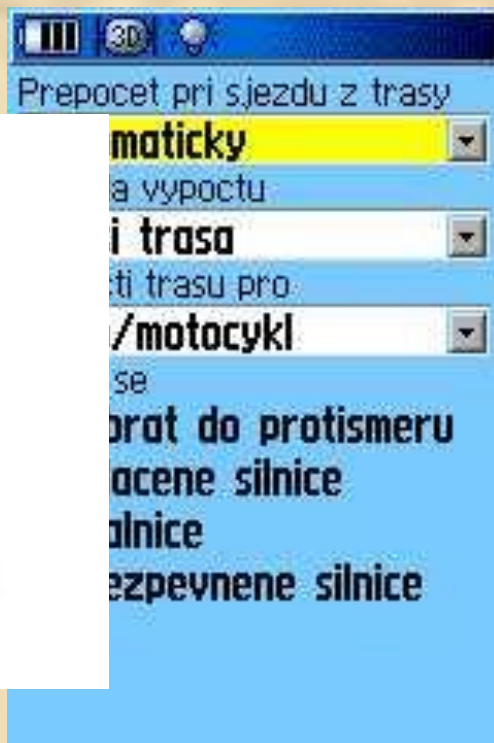 3D
Prepocet pri sjezdu z trasy
maticky
a vypoctu
i trasa
ti trasu pro
/motocykl
se
orat do protismeru
acene silnice
alnice
ezpevnene silnice